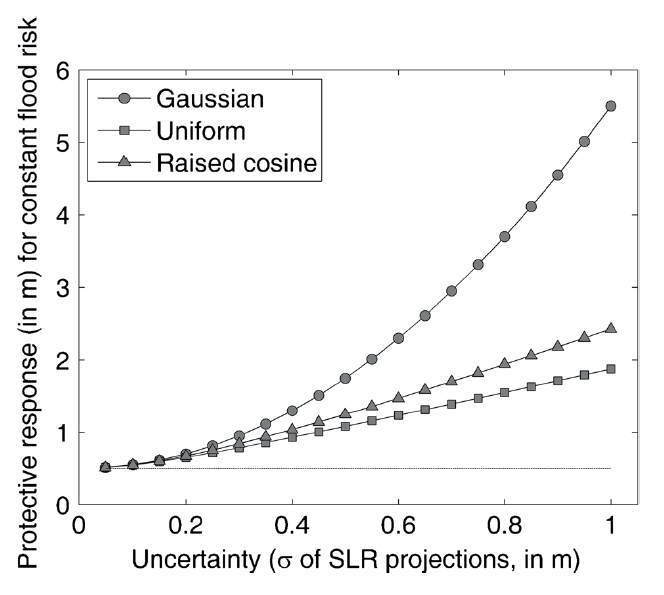 Protective response (in m) for constant flood risk
6
5
4
3
2
1
0
Gaussian
Uniform
Raised cosine
0 0.2 0.4 0.6 0.8 1
Uncertainty (σ of SLR projections, in m)